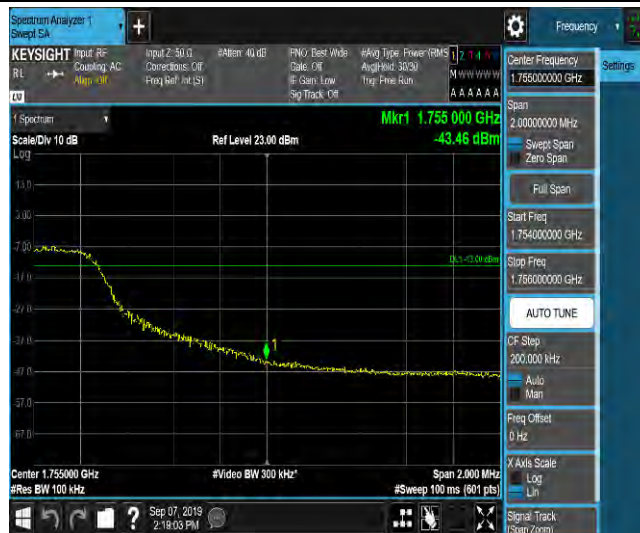 Spectrum Analyzer 1
Swept SA
Frequency
KEYSIGHT Input: RF
RL
Coupling: AC
Align: Off
Input Z: 50 Ω
Corrections: Off
Freq Ref: Int (S)
#Atten: 40 dB
PNO: Best Wide
Gate: Off
IF Gain: Low
Sig Track: Off
#Avg Type: Power (RMS
Avg|Hold: 30/30
Trig: Free Run
1 2
M W W W W W
A A A A A A
1 Spectrum
Scale/Div 10 dB
Log
Ref Level 23.00 dBm
Mkr1 1.755 000 GHz
-43.46 dBm
13.0
3.00
-7.00
-17.0
-27.0
-37.0
-47.0
-57.0
-67.0
DL1 -13.00 dBm
1
Center 1.755000 GHz
#Res BW 100 kHz
#Video BW 300 kHz*
Span 2.000 MHz
#Sweep 100 ms (601 pts)
Sep 07, 2019
2:19:03 PM
?
Center Frequency
1.755000000 GHz
Settings
Span
2.00000000 MHz
Swept Span
Zero Span
Full Span
Start Freq
1.754000000 GHz
Stop Freq
1.756000000 GHz
AUTO TUNE
CF Step
200.000 kHz
Auto
Man
Freq Offset
0 Hz
X Axis Scale
Log
Lin
Signal Track
(Span Zoom)